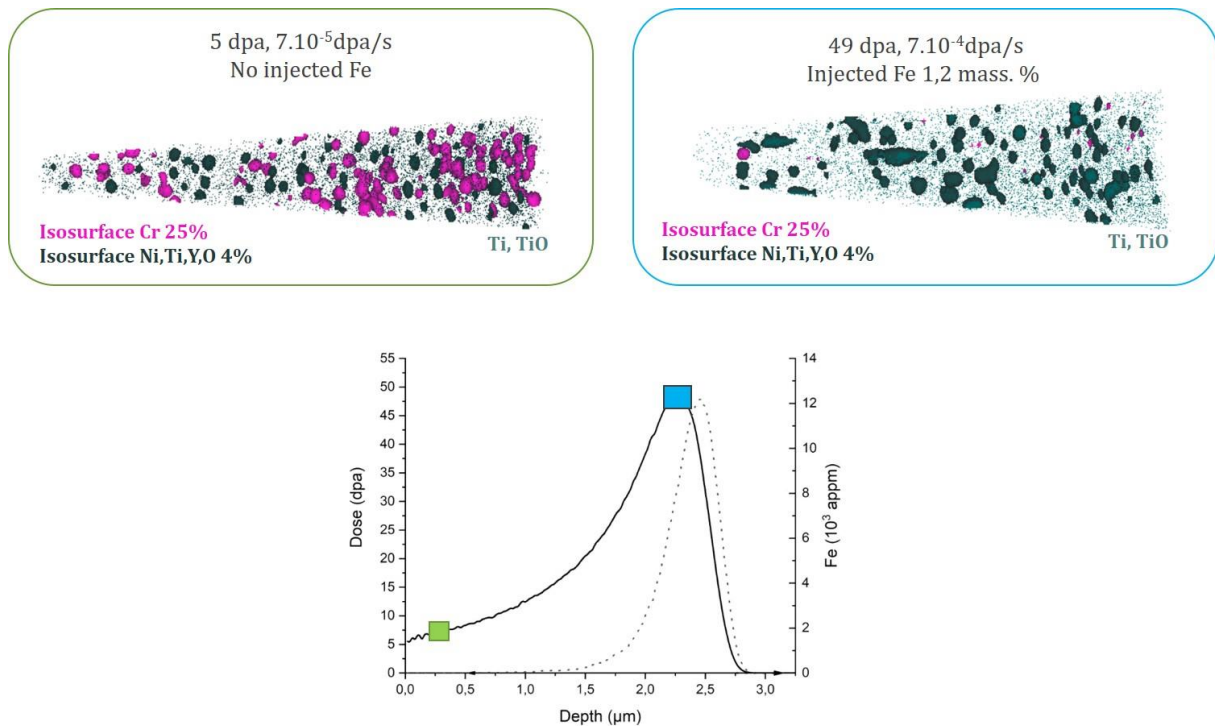 5 dpa, 7.10⁻⁵dpa/s
No injected Fe
Isosurface Cr 25%
Isosurface Ni,Ti,Y,O 4%
Ti, TiO
49 dpa, 7.10⁻⁴dpa/s
Injected Fe 1,2 mass. %
Isosurface Cr 25%
Isosurface Ni,Ti,Y,O 4%
Ti, TiO
55
50
45
40
35
30
25
20
15
10
5
0
Dose (dpa)
14
12
10
8
6
4
2
0
Fe (10³ appm)
0,0 0,5 1,0 1,5 2,0 2,5 3,0
Depth (µm)